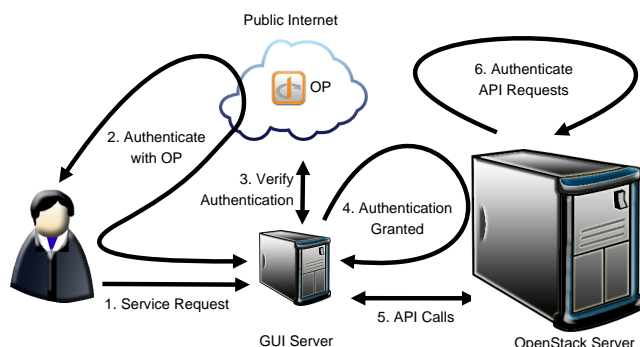 Public Internet
OP
6. Authenticate
API Requests
2. Authenticate
with OP
3. Verify
Authentication
4. Authentication
Granted
1. Service Request
5. API Calls
GUI Server
OpenStack Server